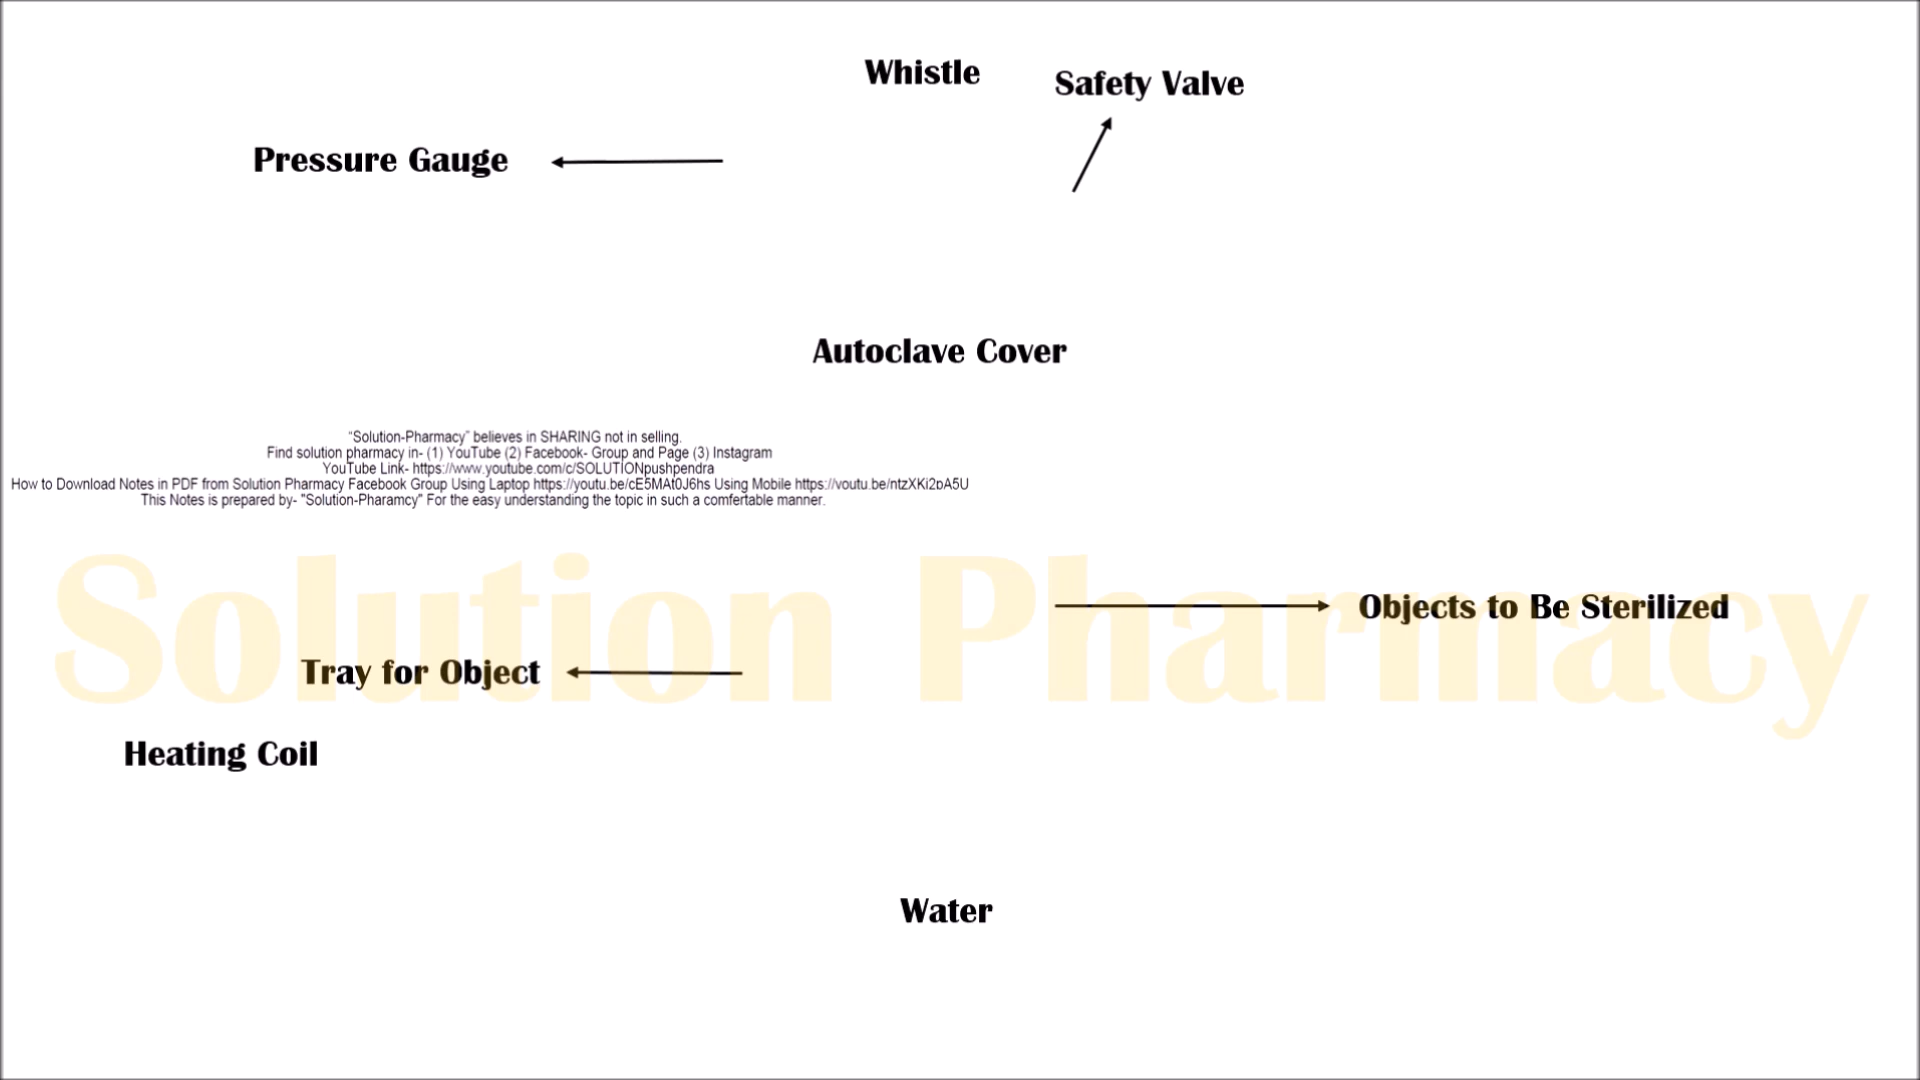 Whistle
Safety Valve
Pressure Gauge
Autoclave Cover
"Solution-Pharmacy" believes in SHARING not in selling.
Find solution pharmacy in- (1) YouTube (2) Facebook- Group and Page (3) Instagram
YouTube Link- https://www.youtube.com/c/SOLUTIONpushpendra
How to Download Notes in PDF from Solution Pharmacy Facebook Group Using Laptop https://youtu.be/cE5MAt0J6hs Using Mobile https://youtu.be/ntzXKi2bA5U
This Notes is prepared by- "Solution-Pharamcy" For the easy understanding the topic in such a comfertable manner.
Solution Pharmacy
Objects to Be Sterilized
Tray for Object
Heating Coil
Water